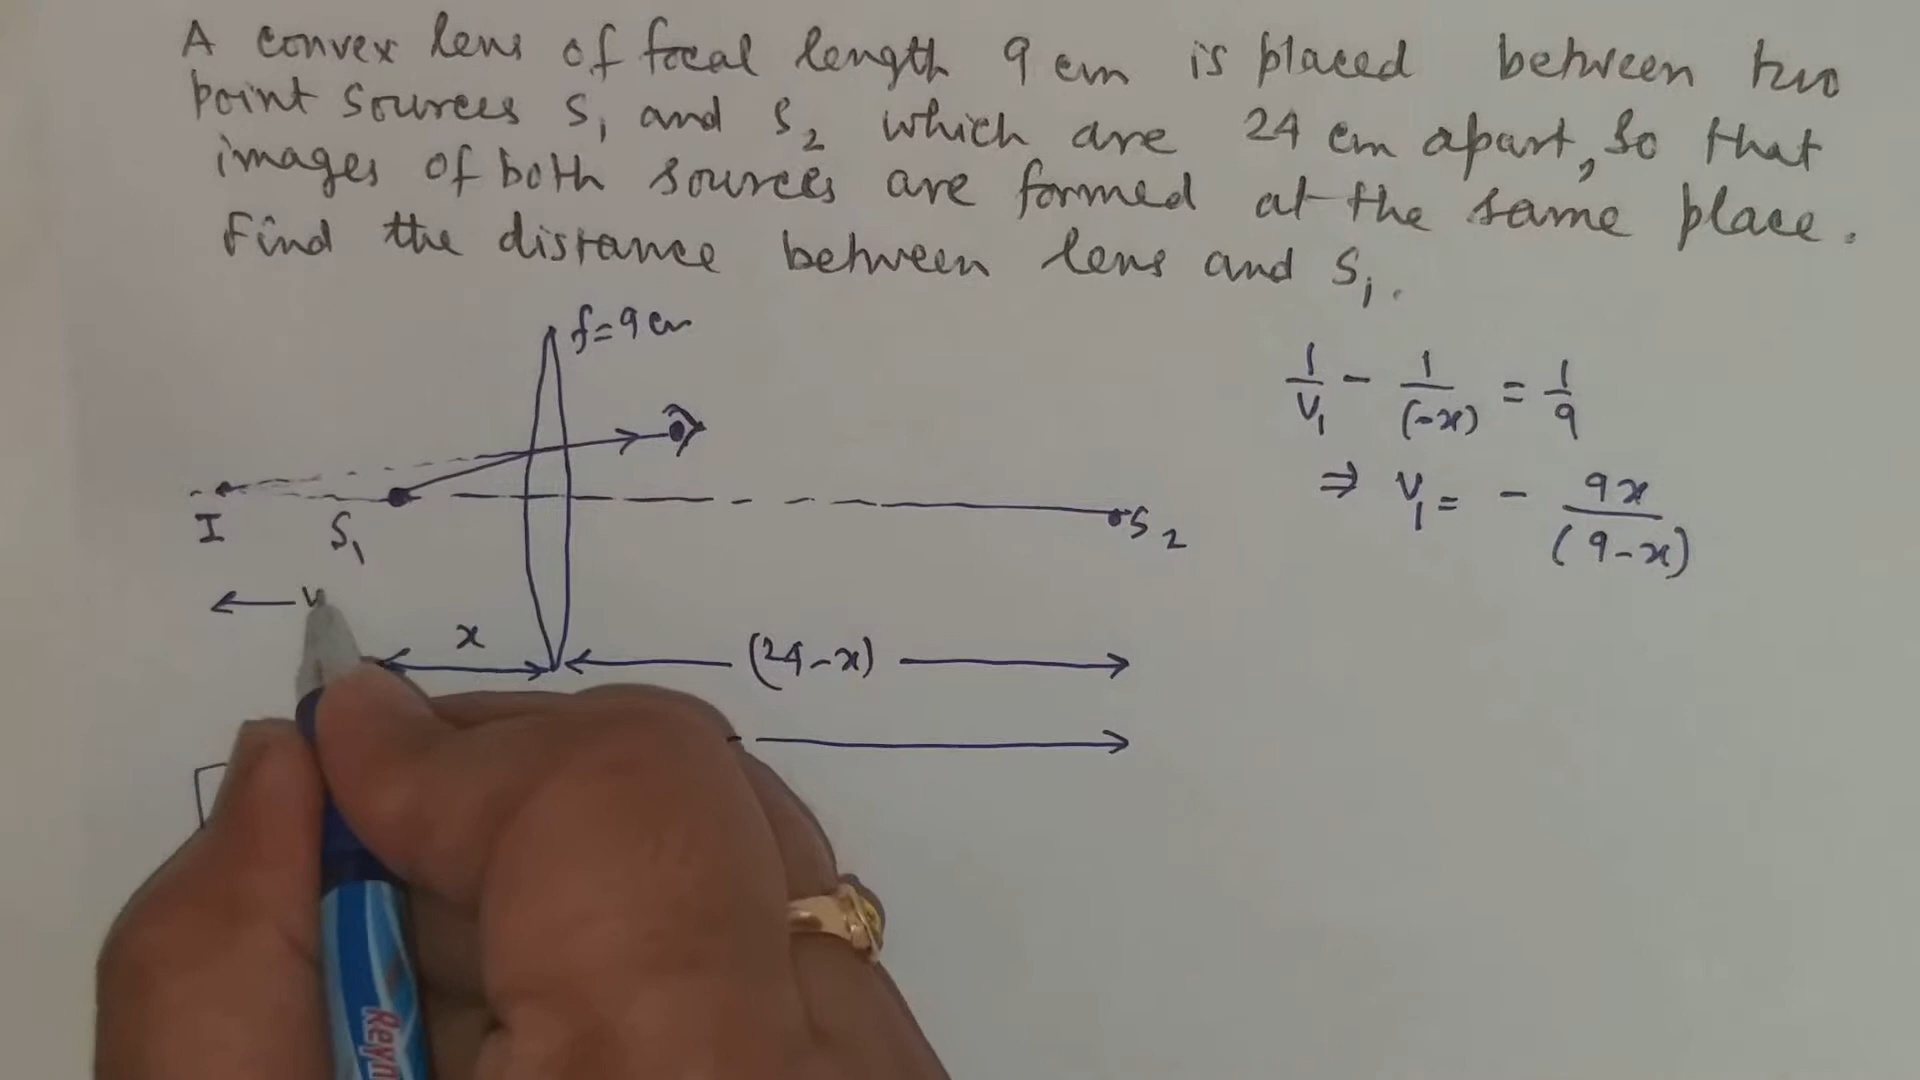 A convex lens of focal length 9 cm is placed between two
point sources S₁ and S₂ which are 24 cm apart, so that
images of both sources are formed at the same place.
Find the distance between lens and S₁.
f=9 cm
1/V₁ - 1/(-x) = 1/9
⇒ V₁ = - 9x/(9-x)
I S₁ S₂
x (24-x)